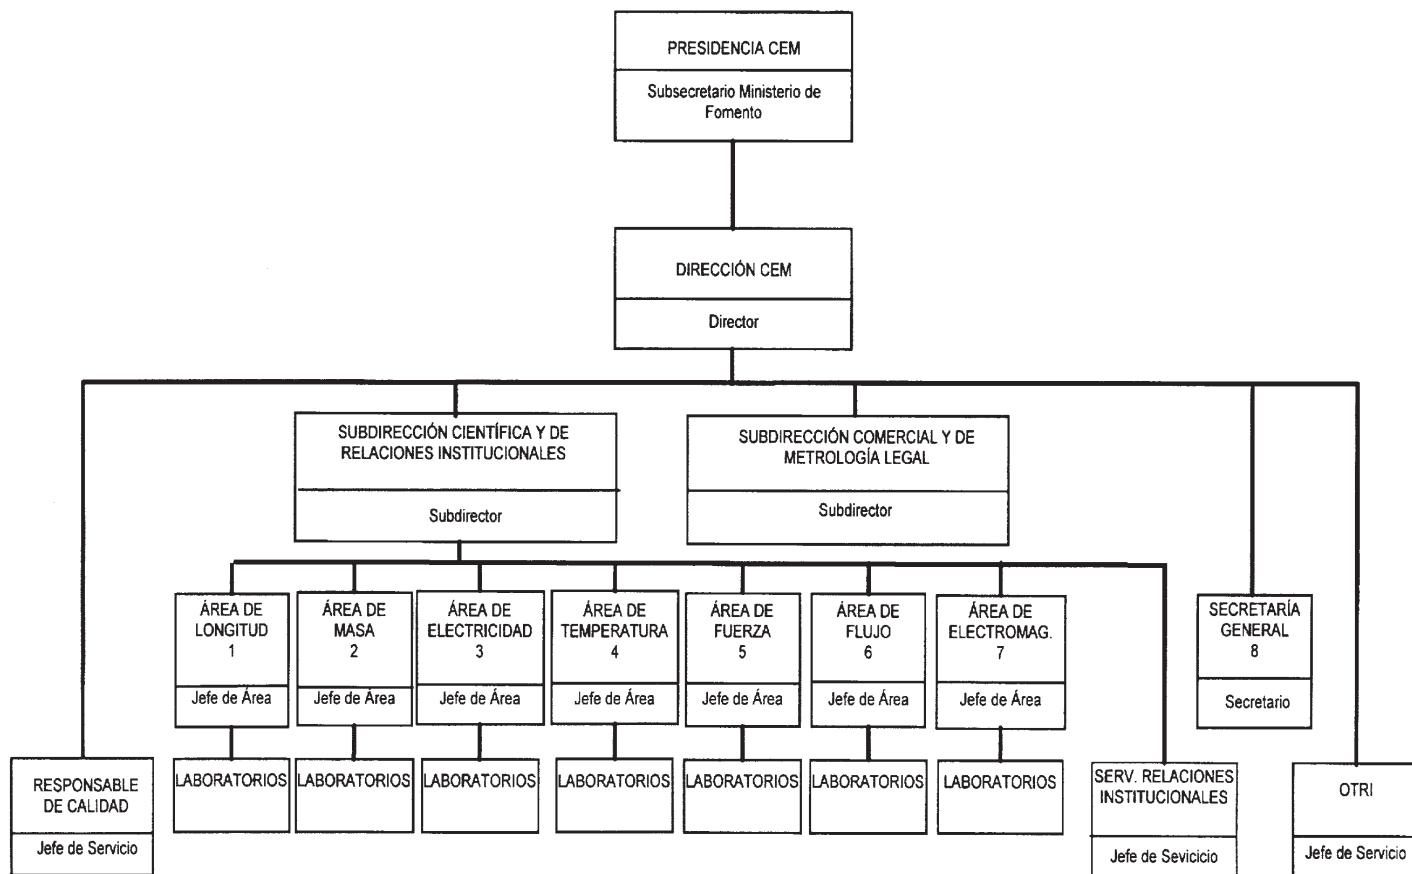 PRESIDENCIA CEM
Subsecretario Ministerio de
Fomento
DIRECCIÓN CEM
Director
SUBDIRECCIÓN CIENTÍFICA Y DE
RELACIONES INSTITUCIONALES
Subdirector
SUBDIRECCIÓN COMERCIAL Y DE
METROLOGÍA LEGAL
Subdirector
ÁREA DE
LONGITUD
1
Jefe de Área
ÁREA DE
MASA
2
Jefe de Área
ÁREA DE
ELECTRICIDAD
3
Jefe de Área
ÁREA DE
TEMPERATURA
4
Jefe de Área
ÁREA DE
FUERZA
5
Jefe de Área
ÁREA DE
FLUJO
6
Jefe de Área
ÁREA DE
ELECTROMAG.
7
Jefe de Área
SECRETARÍA
GENERAL
8
Secretario
RESPONSABLE
DE CALIDAD
Jefe de Servicio
LABORATORIOS
LABORATORIOS
LABORATORIOS
LABORATORIOS
LABORATORIOS
LABORATORIOS
LABORATORIOS
SERV. RELACIONES
INSTITUCIONALES
Jefe de Sevicicio
OTRI
Jefe de Servicio